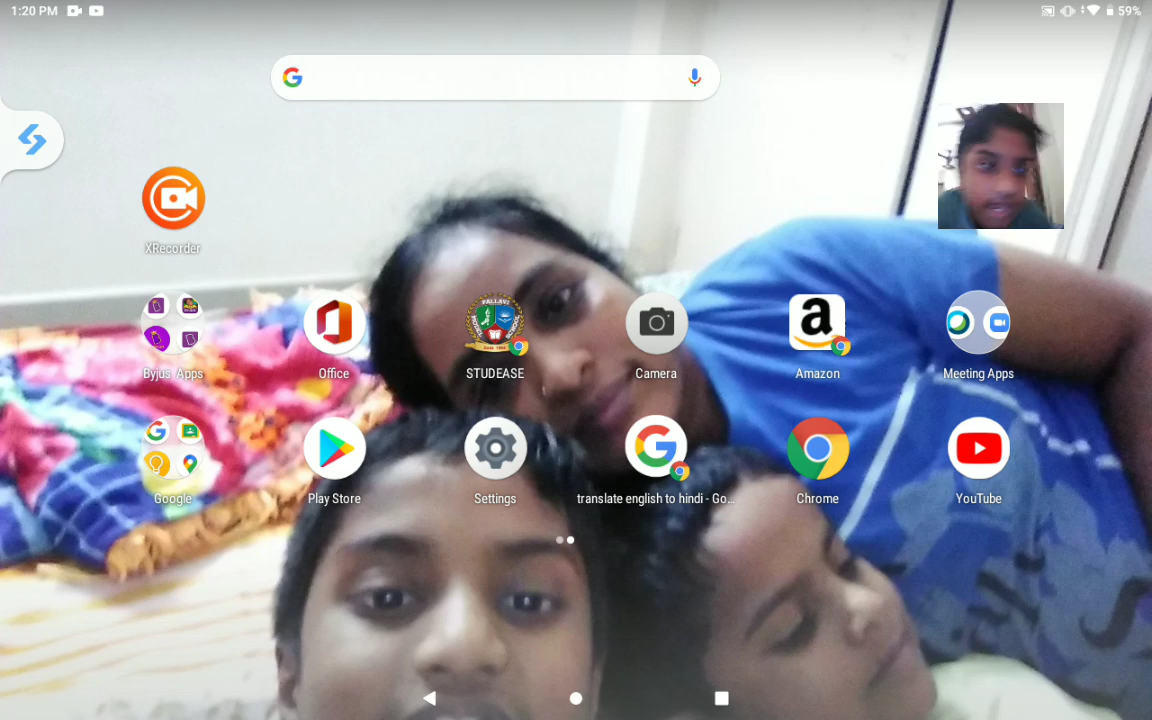 1:20 PM
59%
XRecorder
Byjus Apps
Office
PALLAVI
STUDEASE
Camera
a
Amazon
Meeting Apps
Google
Play Store
Settings
translate english to hindi - Go...
Chrome
YouTube